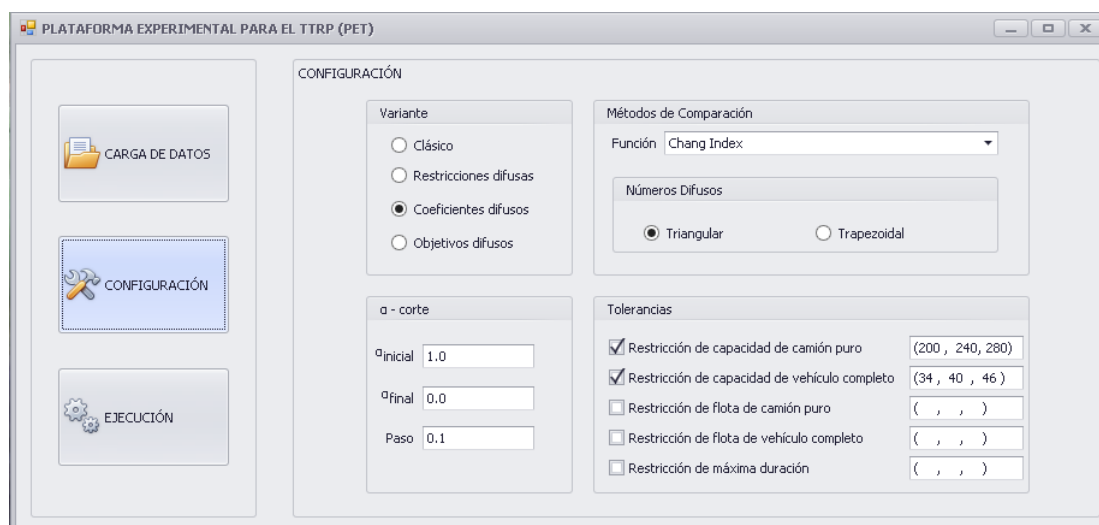 PLATAFORMA EXPERIMENTAL PARA EL TTRP (PET)
CARGA DE DATOS
CONFIGURACIÓN
EJECUCIÓN
CONFIGURACIÓN
Variante
Clásico
Restricciones difusas
Coeficientes difusos
Objetivos difusos
Métodos de Comparación
Función Chang Index
Números Difusos
Triangular Trapezoidal
α - corte
αinicial 1.0
αfinal 0.0
Paso 0.1
Tolerancias
Restricción de capacidad de camión puro (200 , 240, 280)
Restricción de capacidad de vehículo completo (34 , 40 , 46 )
Restricción de flota de camión puro ( , , )
Restricción de flota de vehículo completo ( , , )
Restricción de máxima duración ( , , )